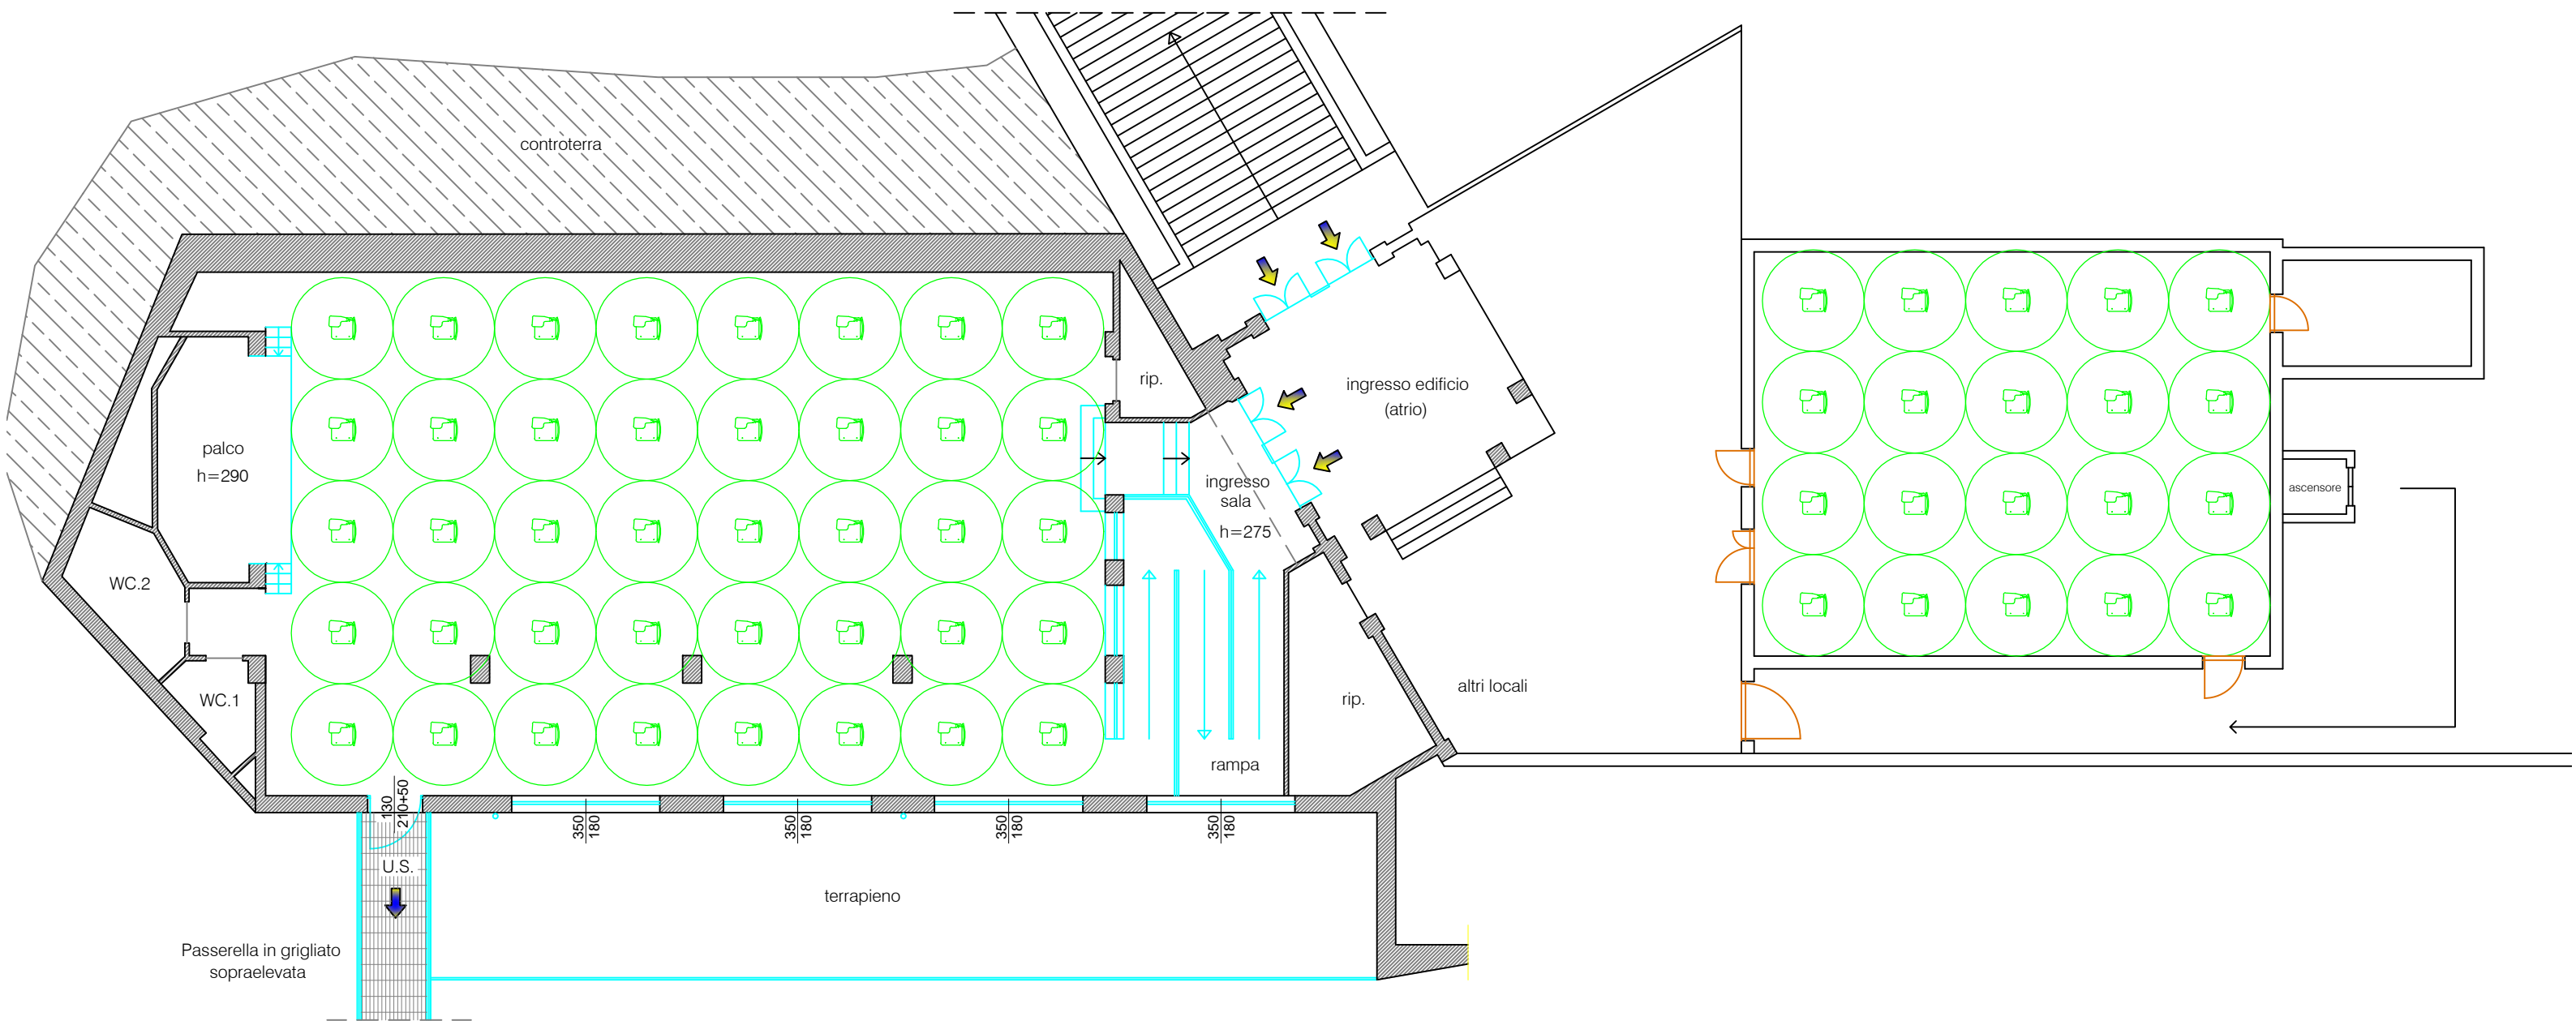 controterra
rip.
ingresso edificio
(atrio)
palco
h=290
ingresso
sala
h=275
ascensore
WC.2
WC.1
rip.
altri locali
rampa
130
210+50
350
180
350
180
350
180
350
180
U.S.
terrapieno
Passerella in grigliato
sopraelevata